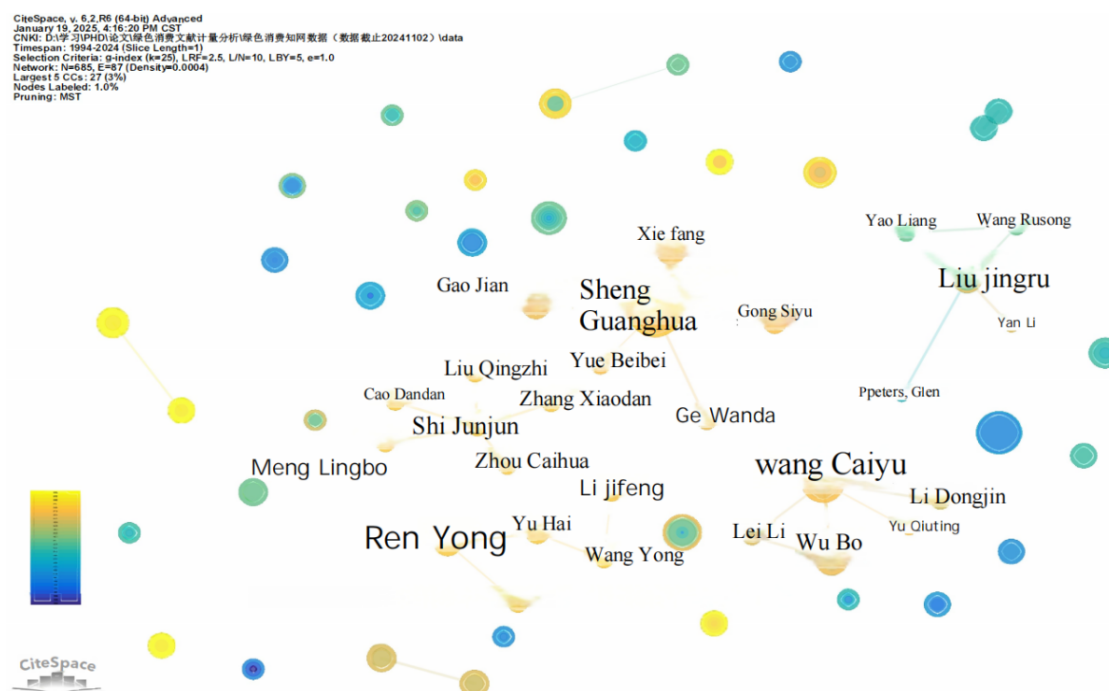 CiteSpace, v. 6.2.R6 (64-bit) Advanced
January 19, 2025, 4:16:20 PM CST
CNKI: D:\学习\PHD\论文\绿色消费文献计量分析\绿色消费知网数据（数据截止20241102）\data
Timespan: 1994-2024 (Slice Length=1)
Selection Criteria: g-index (k=25), LRF=2.5, L/N=10, LBY=5, e=1.0
Network: N=685, E=87 (Density=0.0004)
Largest 5 CCs: 27 (3%)
Nodes Labeled: 1.0%
Pruning: MST
Xie fang
Yao Liang
Wang Rusong
Gao Jian
Sheng
Guanghua
Liu jingru
Gong Siyu
Yan Li
Liu Qingzhi
Yue Beibei
Cao Dandan
Zhang Xiaodan
Ppeters, Glen
Shi Junjun
Ge Wanda
Meng Lingbo
Zhou Caihua
wang Caiyu
Li jifeng
Li Dongjin
Ren Yong
Yu Hai
Wang Yong
Lei Li
Wu Bo
Yu Qiuting
CiteSpace